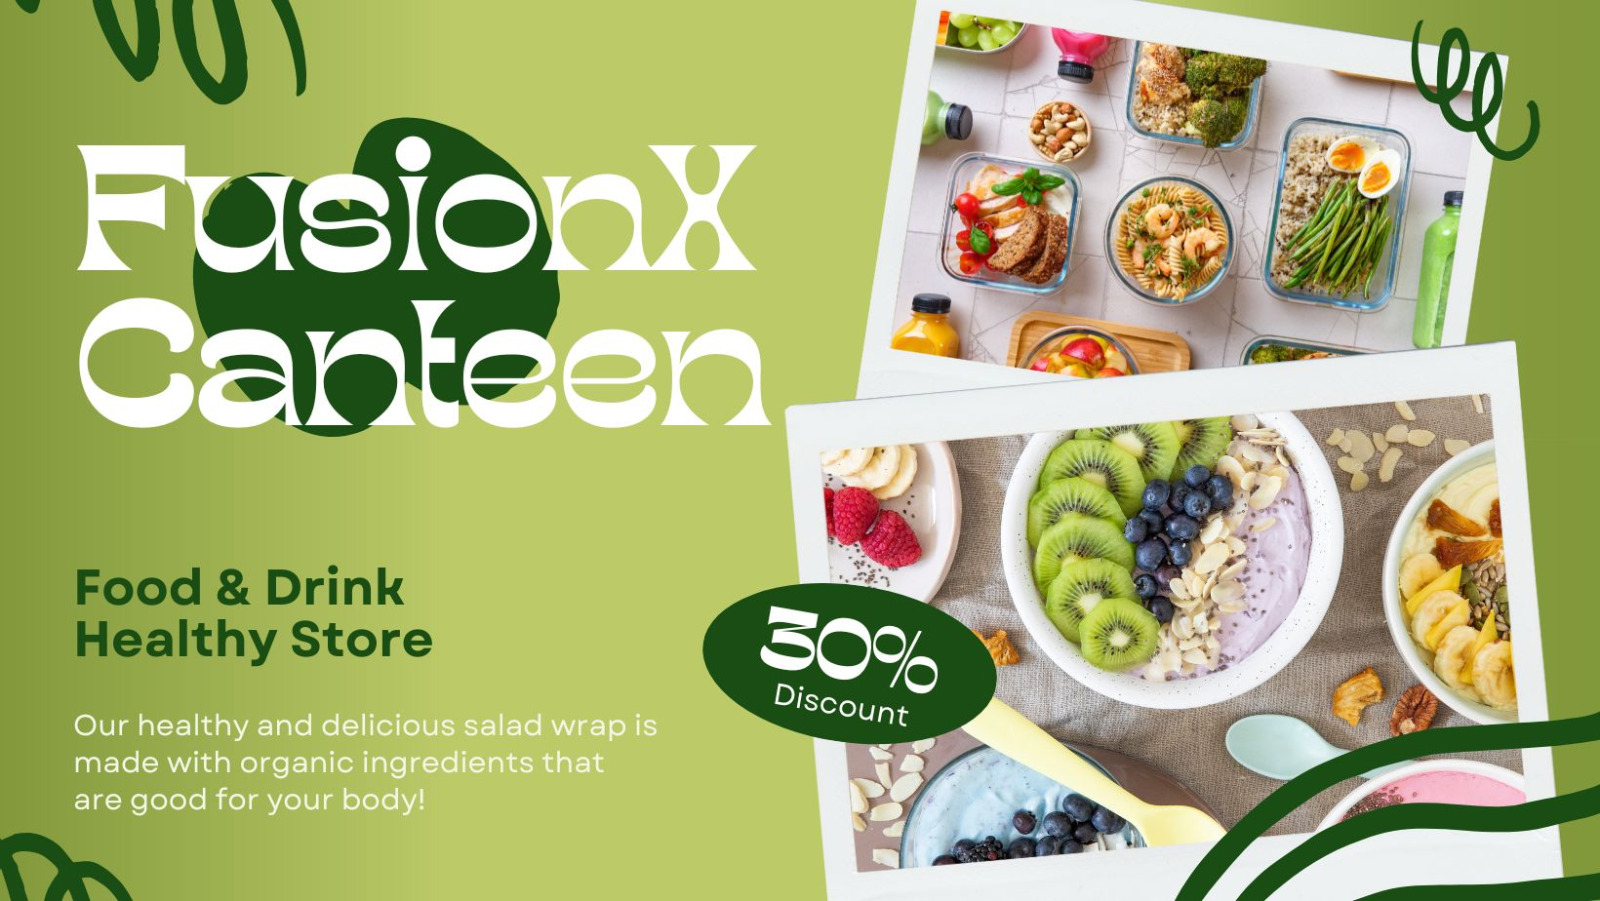 FusionX
Canteen
Food & Drink
Healthy Store
Our healthy and delicious salad wrap is
made with organic ingredients that
are good for your body!
30%
Discount